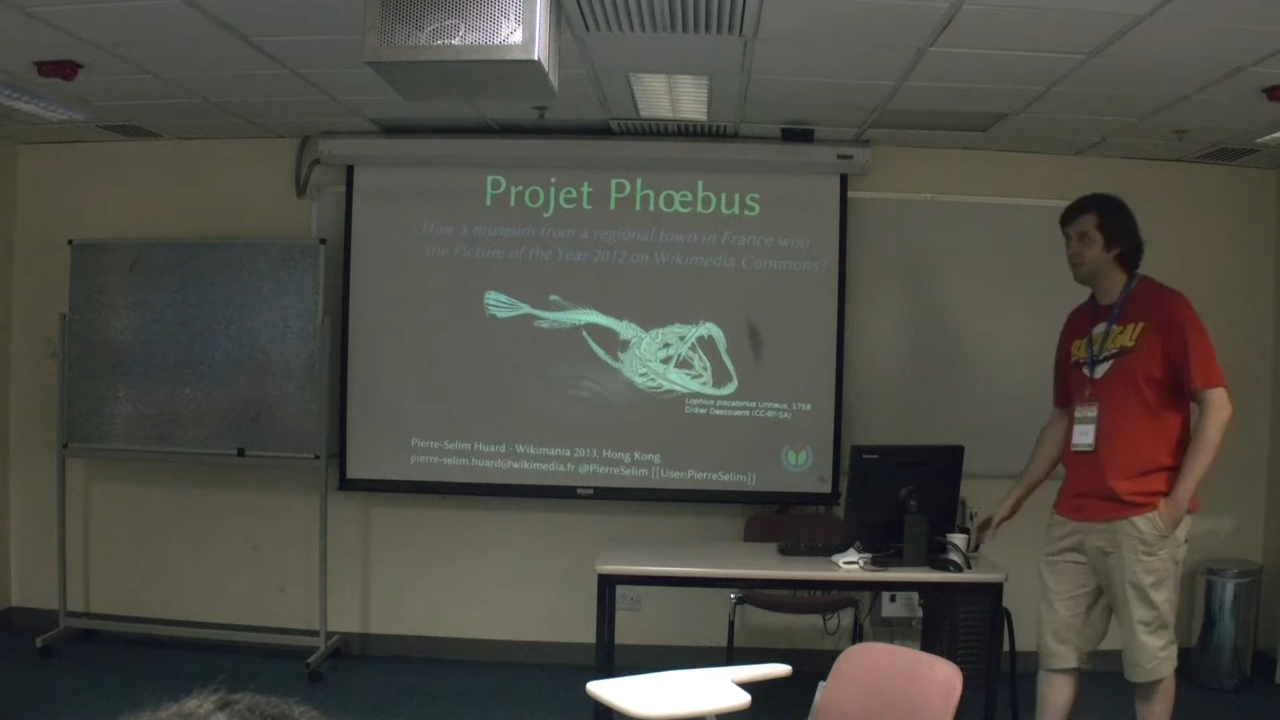 Projet Phœbus
How a museum from a regional town in France won
the Picture of the Year 2012 on Wikimedia Commons?
Lophius piscatorius Linneus, 1758
Didier Descouens (CC-BY-SA)
Pierre-Selim Huard - Wikimania 2013, Hong Kong
pierre-selim.huard@wikimedia.fr @PierreSelim [[User:PierreSelim]]